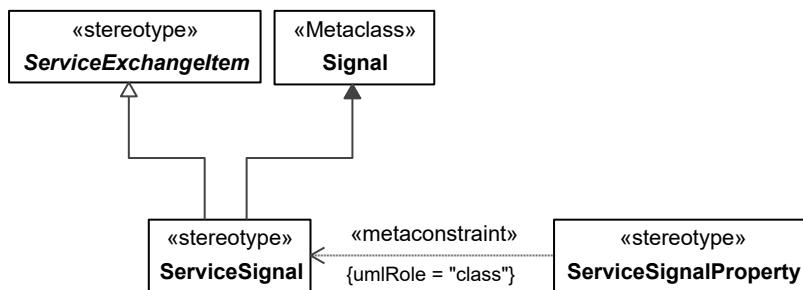 «stereotype»
ServiceExchangeItem
«Metaclass»
Signal
«stereotype»
ServiceSignal
«metaconstraint»
{umlRole = "class"}
«stereotype»
ServiceSignalProperty